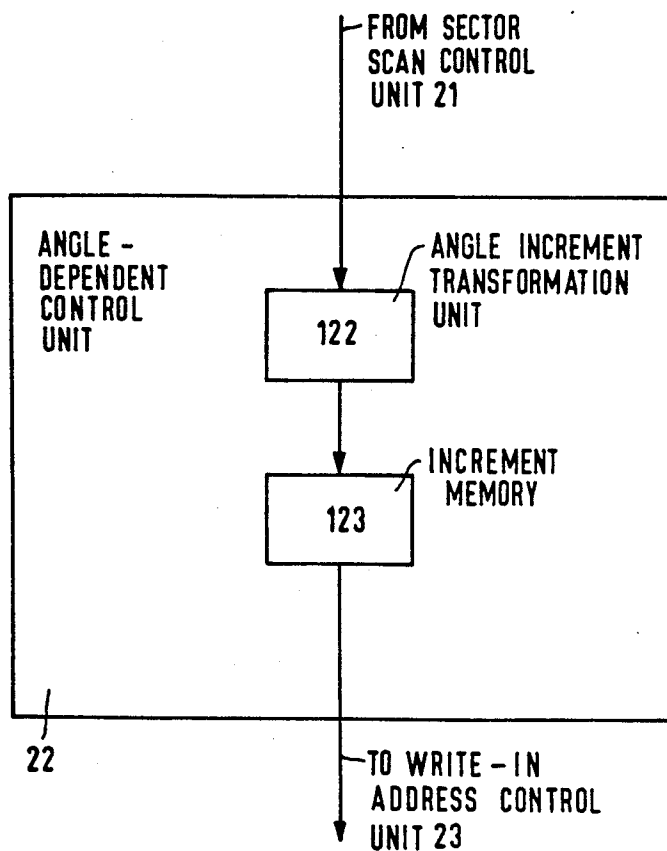 FROM SECTOR
SCAN CONTROL
UNIT 21
ANGLE -
DEPENDENT
CONTROL
UNIT
ANGLE INCREMENT
TRANSFORMATION
UNIT
122
INCREMENT
MEMORY
123
22
TO WRITE - IN
ADDRESS CONTROL
UNIT 23